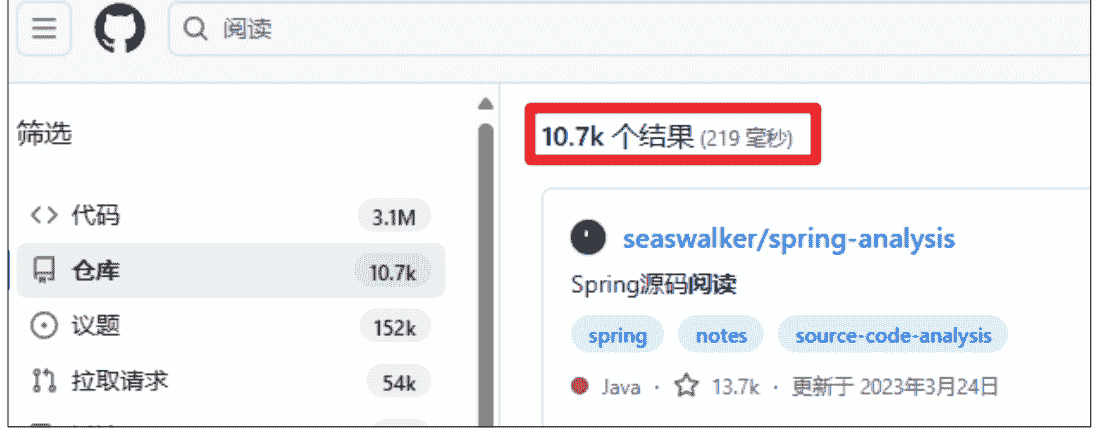 阅读
筛选
代码 3.1M
仓库 10.7k
议题 152k
拉取请求 54k
10.7k 个结果 (219 毫秒)
seaswalker/spring-analysis
Spring源码阅读
spring notes source-code-analysis
Java · 13.7k · 更新于 2023年3月24日